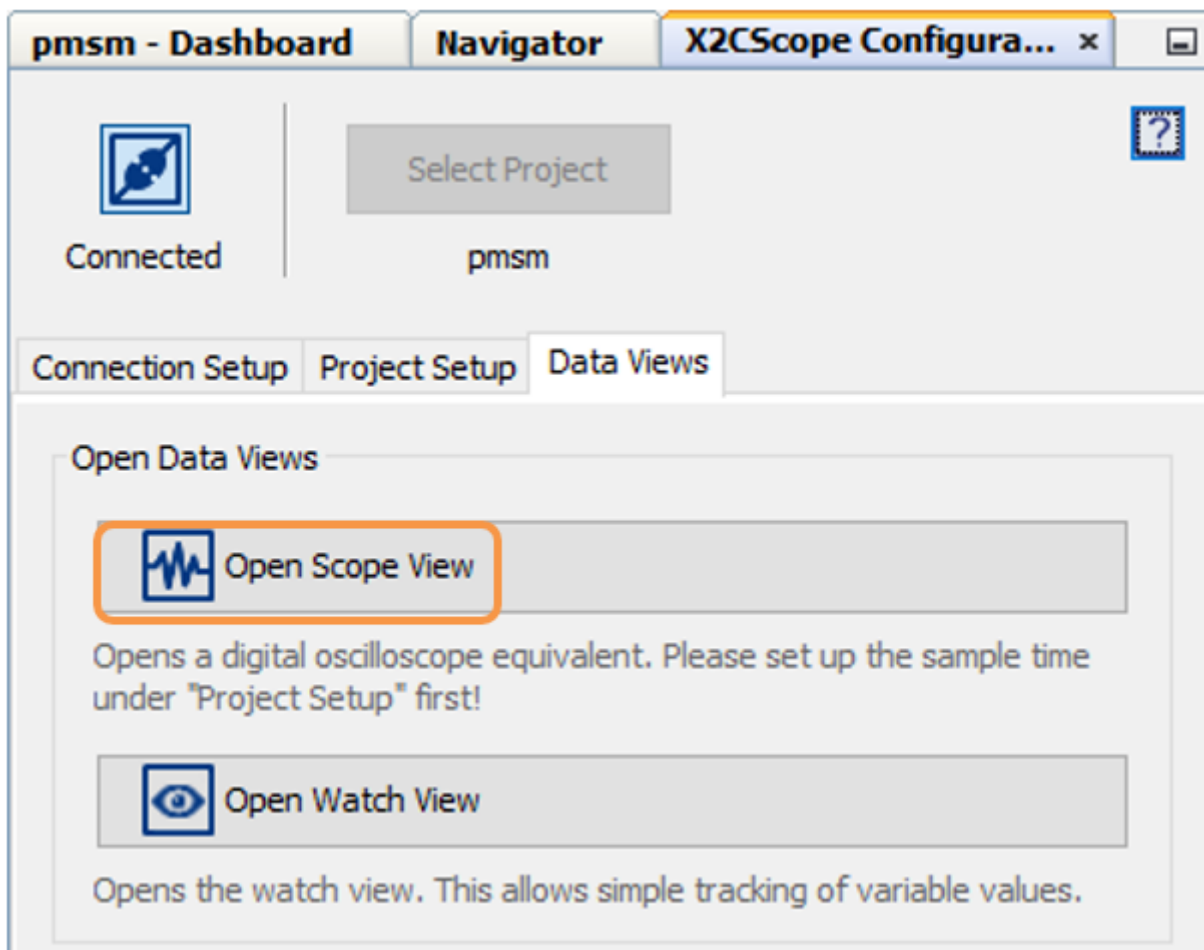 pmsm - Dashboard
Navigator
X2CScope Configura... ×
?
Select Project
Connected
pmsm
Connection Setup
Project Setup
Data Views
Open Data Views
Open Scope View
Opens a digital oscilloscope equivalent. Please set up the sample time
under "Project Setup" first!
Open Watch View
Opens the watch view. This allows simple tracking of variable values.